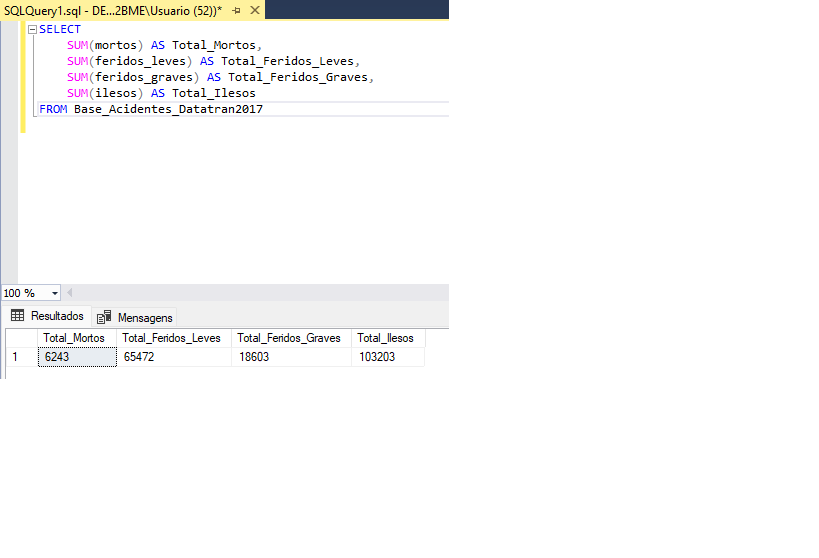 SQLQuery1.sql - DE...2BME\Usuario (52))*
SELECT
SUM(mortos) AS Total_Mortos,
SUM(feridos_leves) AS Total_Feridos_Leves,
SUM(feridos_graves) AS Total_Feridos_Graves,
SUM(ilesos) AS Total_Ilesos
FROM Base_Acidentes_Datatran2017
100 %
Resultados Mensagens
Total_Mortos Total_Feridos_Leves Total_Feridos_Graves Total_Ilesos
1 6243 65472 18603 103203